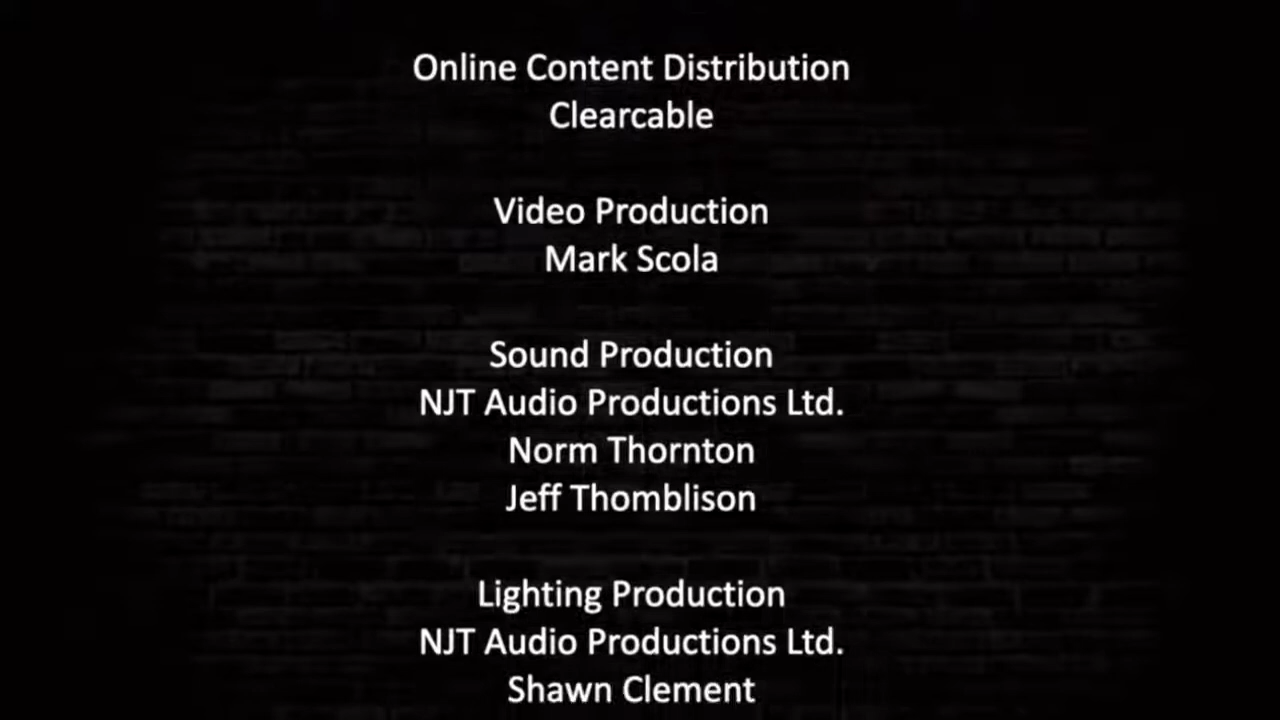 Online Content Distribution
Clearcable
Video Production
Mark Scola
Sound Production
NJT Audio Productions Ltd.
Norm Thornton
Jeff Thomblison
Lighting Production
NJT Audio Productions Ltd.
Shawn Clement